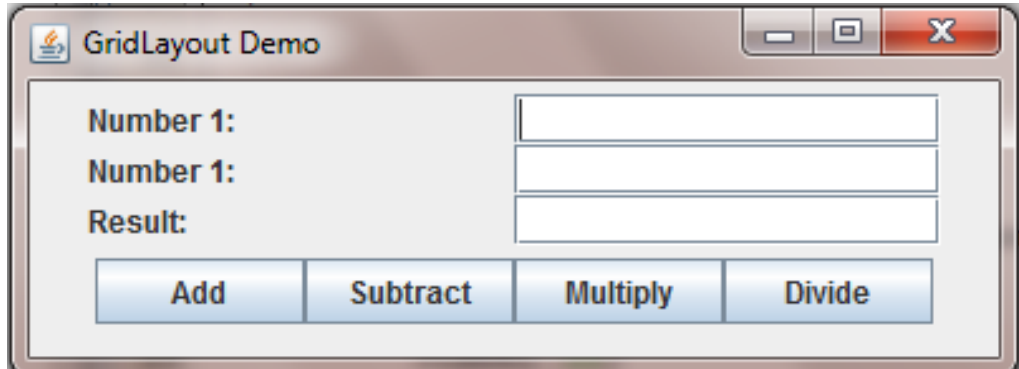 GridLayout Demo
Number 1:
Number 1:
Result:
Add Subtract Multiply Divide